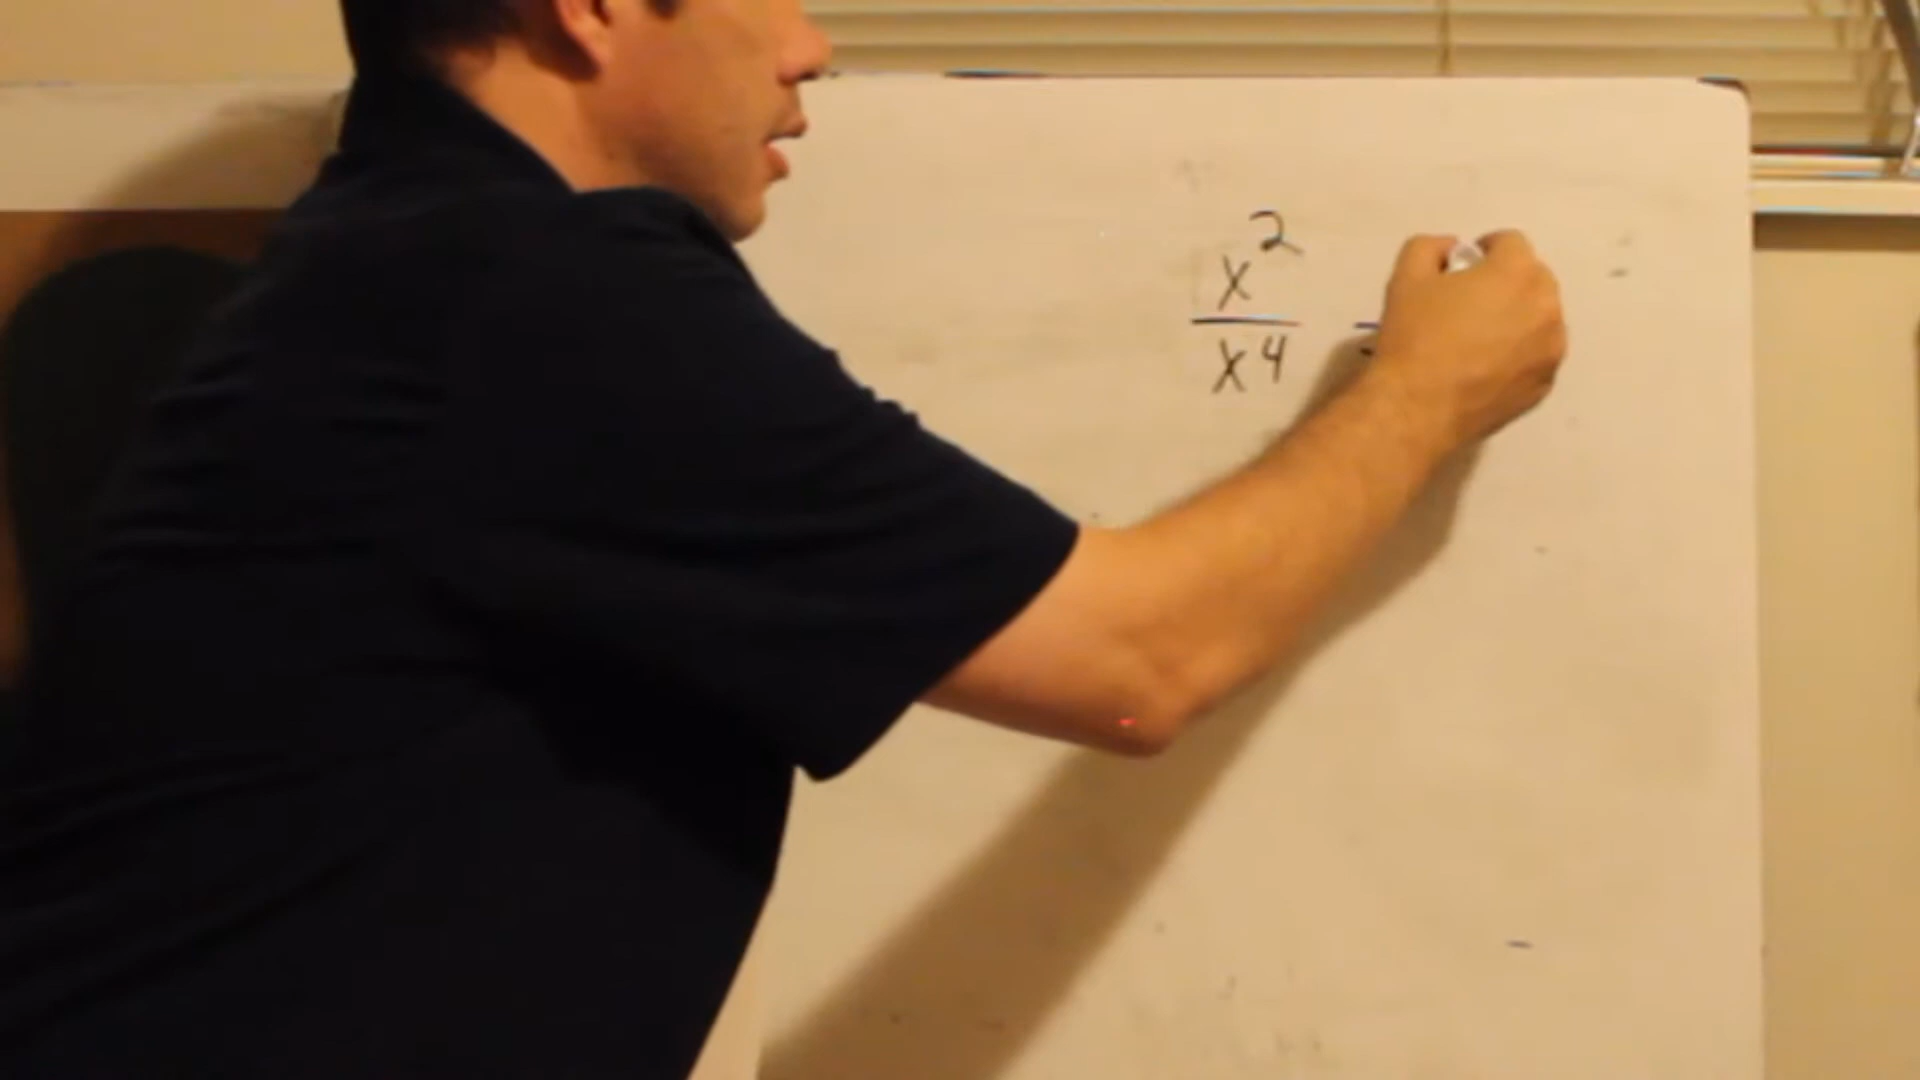 x²
x⁴ =